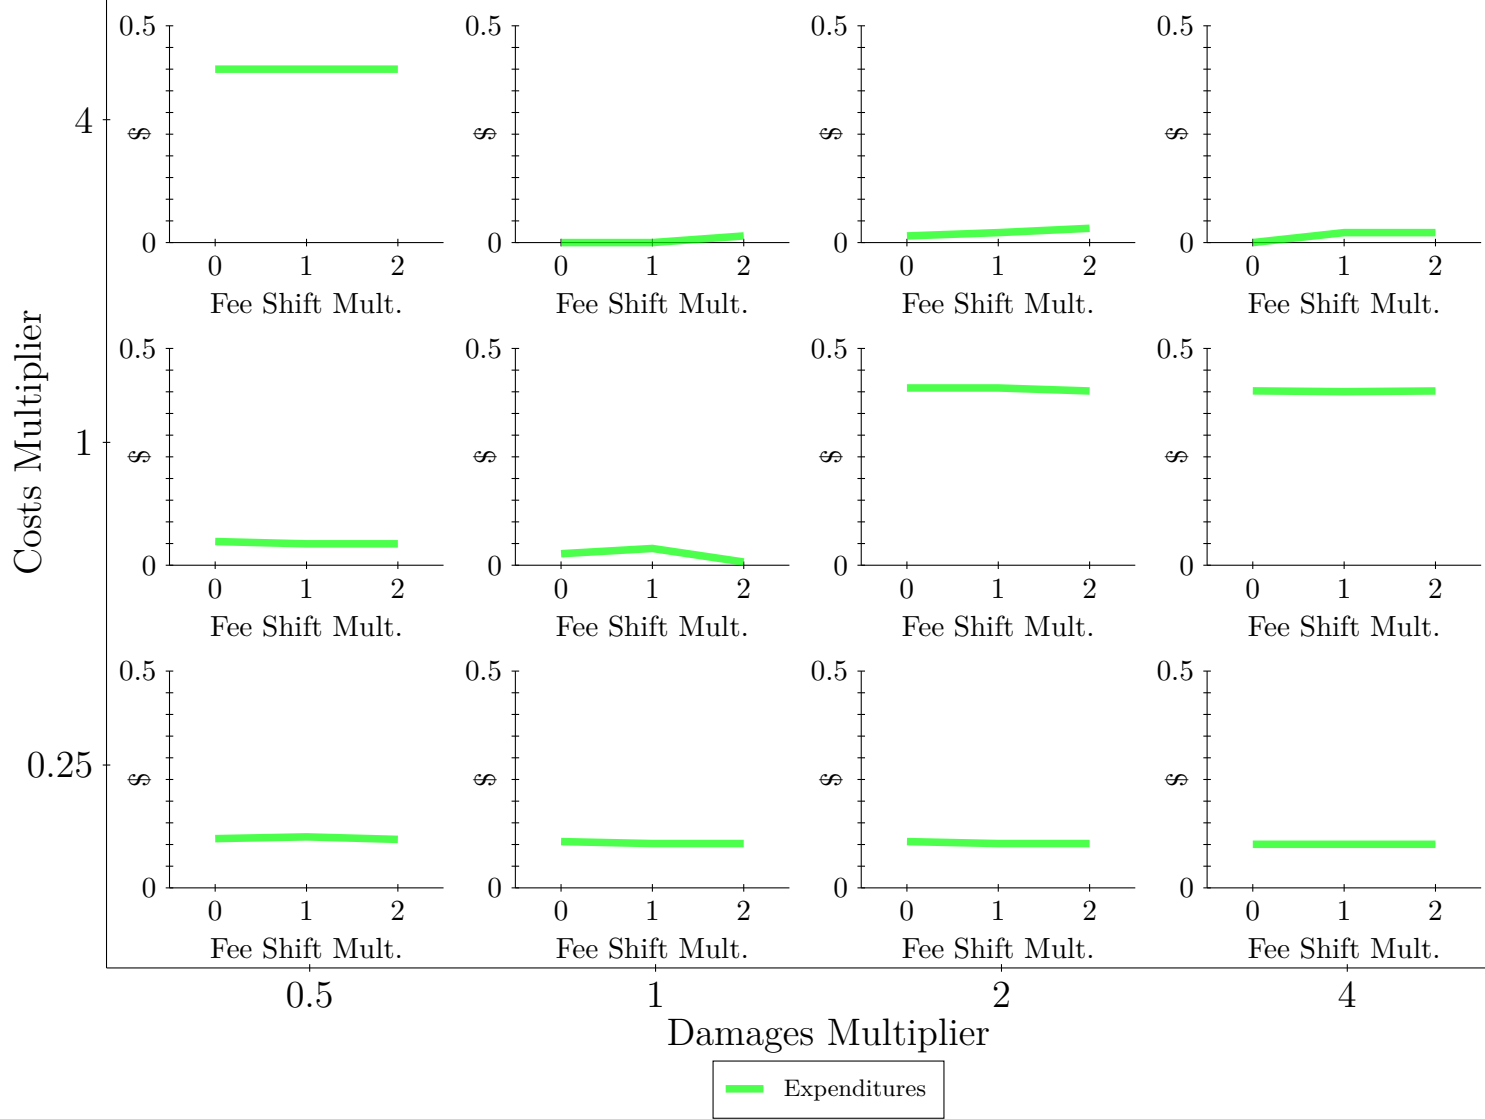 0.5 0.5 0.5 0.5
4 $ $ $ $
0 0 0 0
0 1 2 0 1 2 0 1 2 0 1 2
Fee Shift Mult. Fee Shift Mult. Fee Shift Mult. Fee Shift Mult.
Costs Multiplier
0.5 0.5 0.5 0.5
1 $ $ $ $
0 0 0 0
0 1 2 0 1 2 0 1 2 0 1 2
Fee Shift Mult. Fee Shift Mult. Fee Shift Mult. Fee Shift Mult.
0.5 0.5 0.5 0.5
0.25 $ $ $ $
0 0 0 0
0 1 2 0 1 2 0 1 2 0 1 2
Fee Shift Mult. Fee Shift Mult. Fee Shift Mult. Fee Shift Mult.
0.5 1 2 4
Damages Multiplier
Expenditures